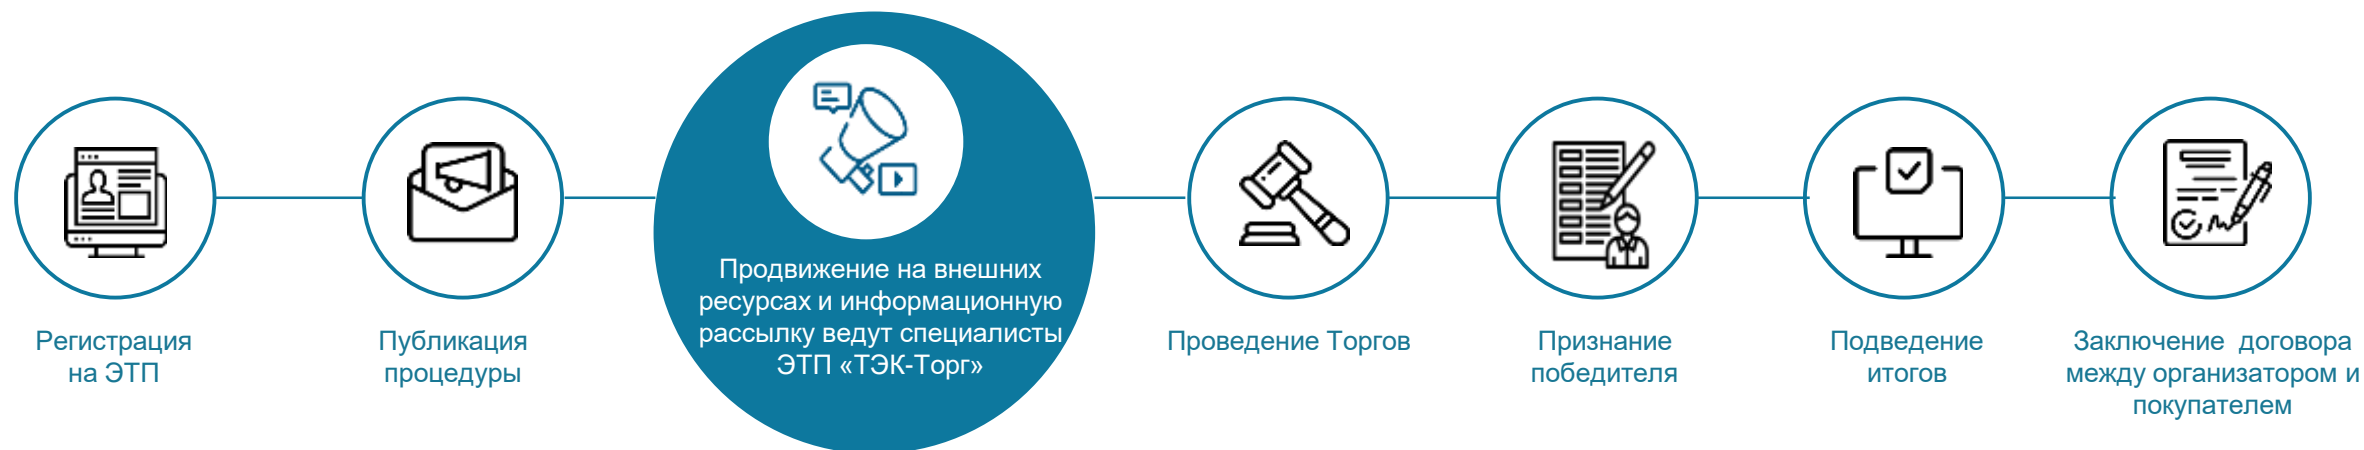 Регистрация
на ЭТП
Публикация
процедуры
Продвижение на внешних
ресурсах и информационную
рассылку ведут специалисты
ЭТП «ТЭК-Торг»
Проведение Торгов
Признание
победителя
Подведение
итогов
Заключение  договора
между организатором и
покупателем